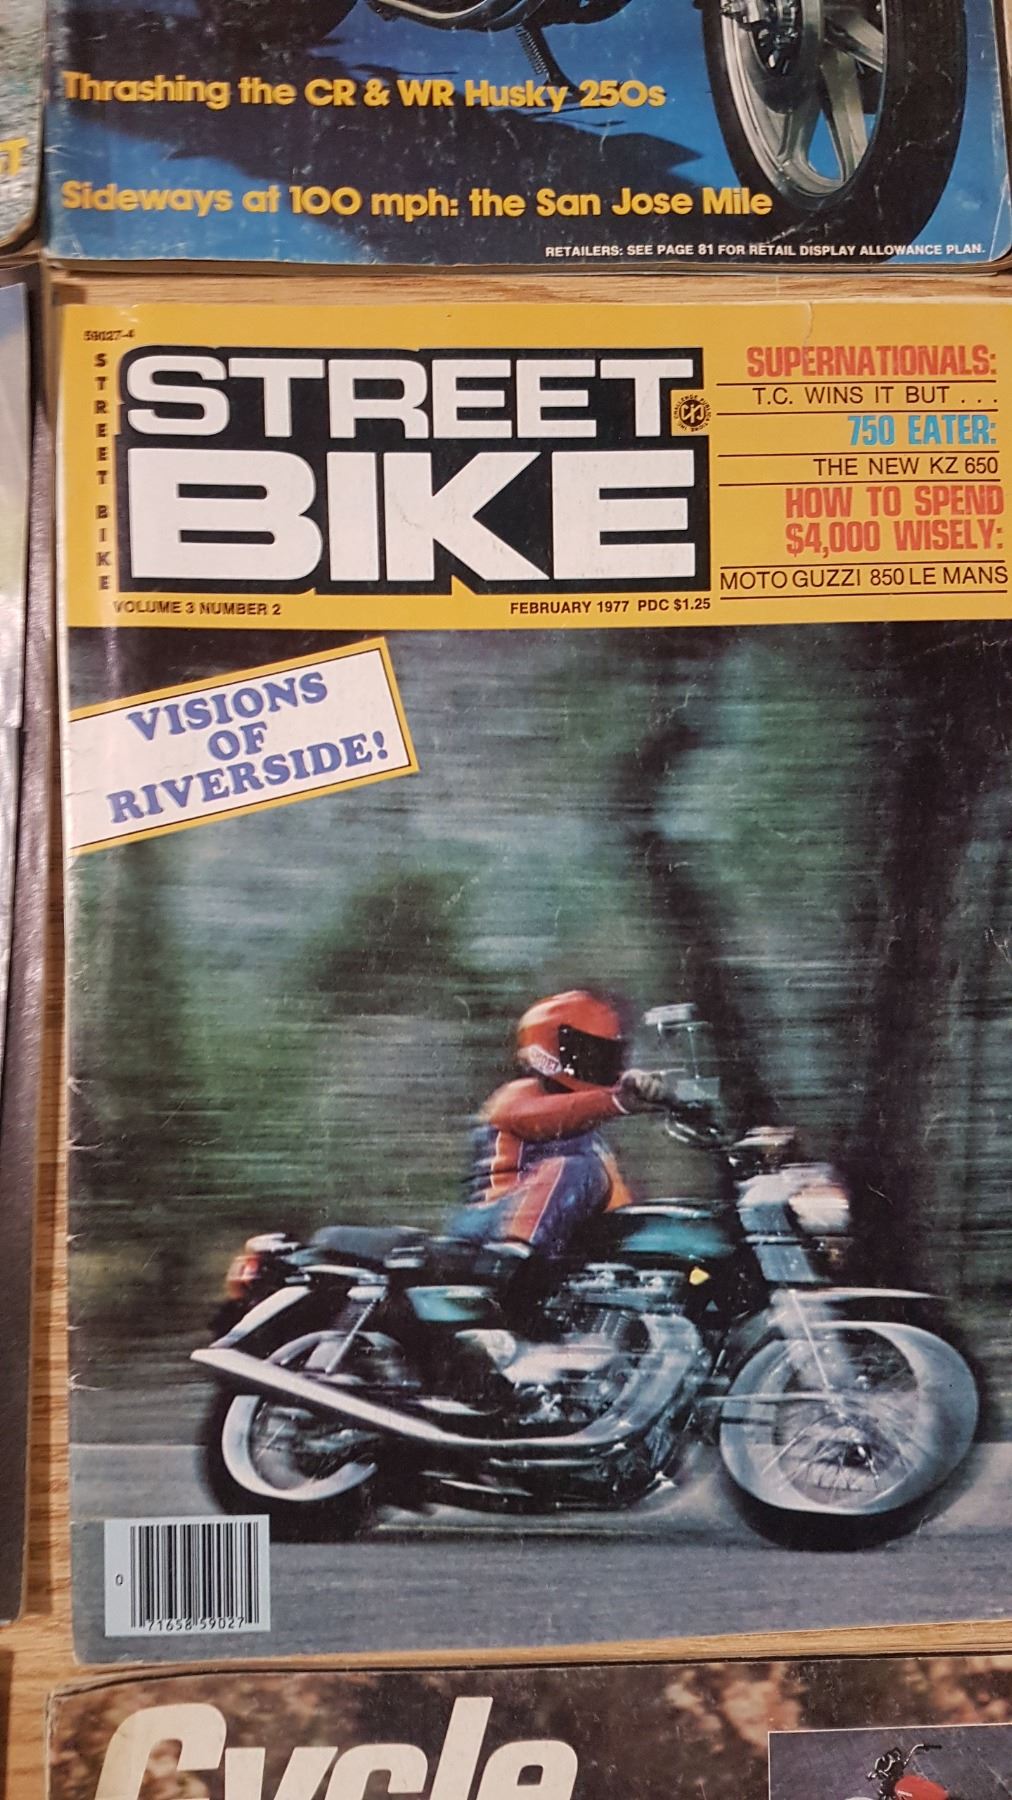 Thrashing the CR & WR Husky 250s
Sideways at 100 mph: the San Jose Mile
RETAILERS: SEE PAGE 81 FOR RETAIL DISPLAY ALLOWANCE PLAN.
59027-4
STREET BIKE
STREET
BIKE
SUPERNATIONALS:
T.C. WINS IT BUT . . .
750 EATER:
THE NEW KZ 650
HOW TO SPEND
$4,000 WISELY:
MOTO GUZZI 850 LE MANS
VOLUME 3 NUMBER 2
FEBRUARY 1977 PDC $1.25
VISIONS
OF
RIVERSIDE!
0
71658 59027
Cycle